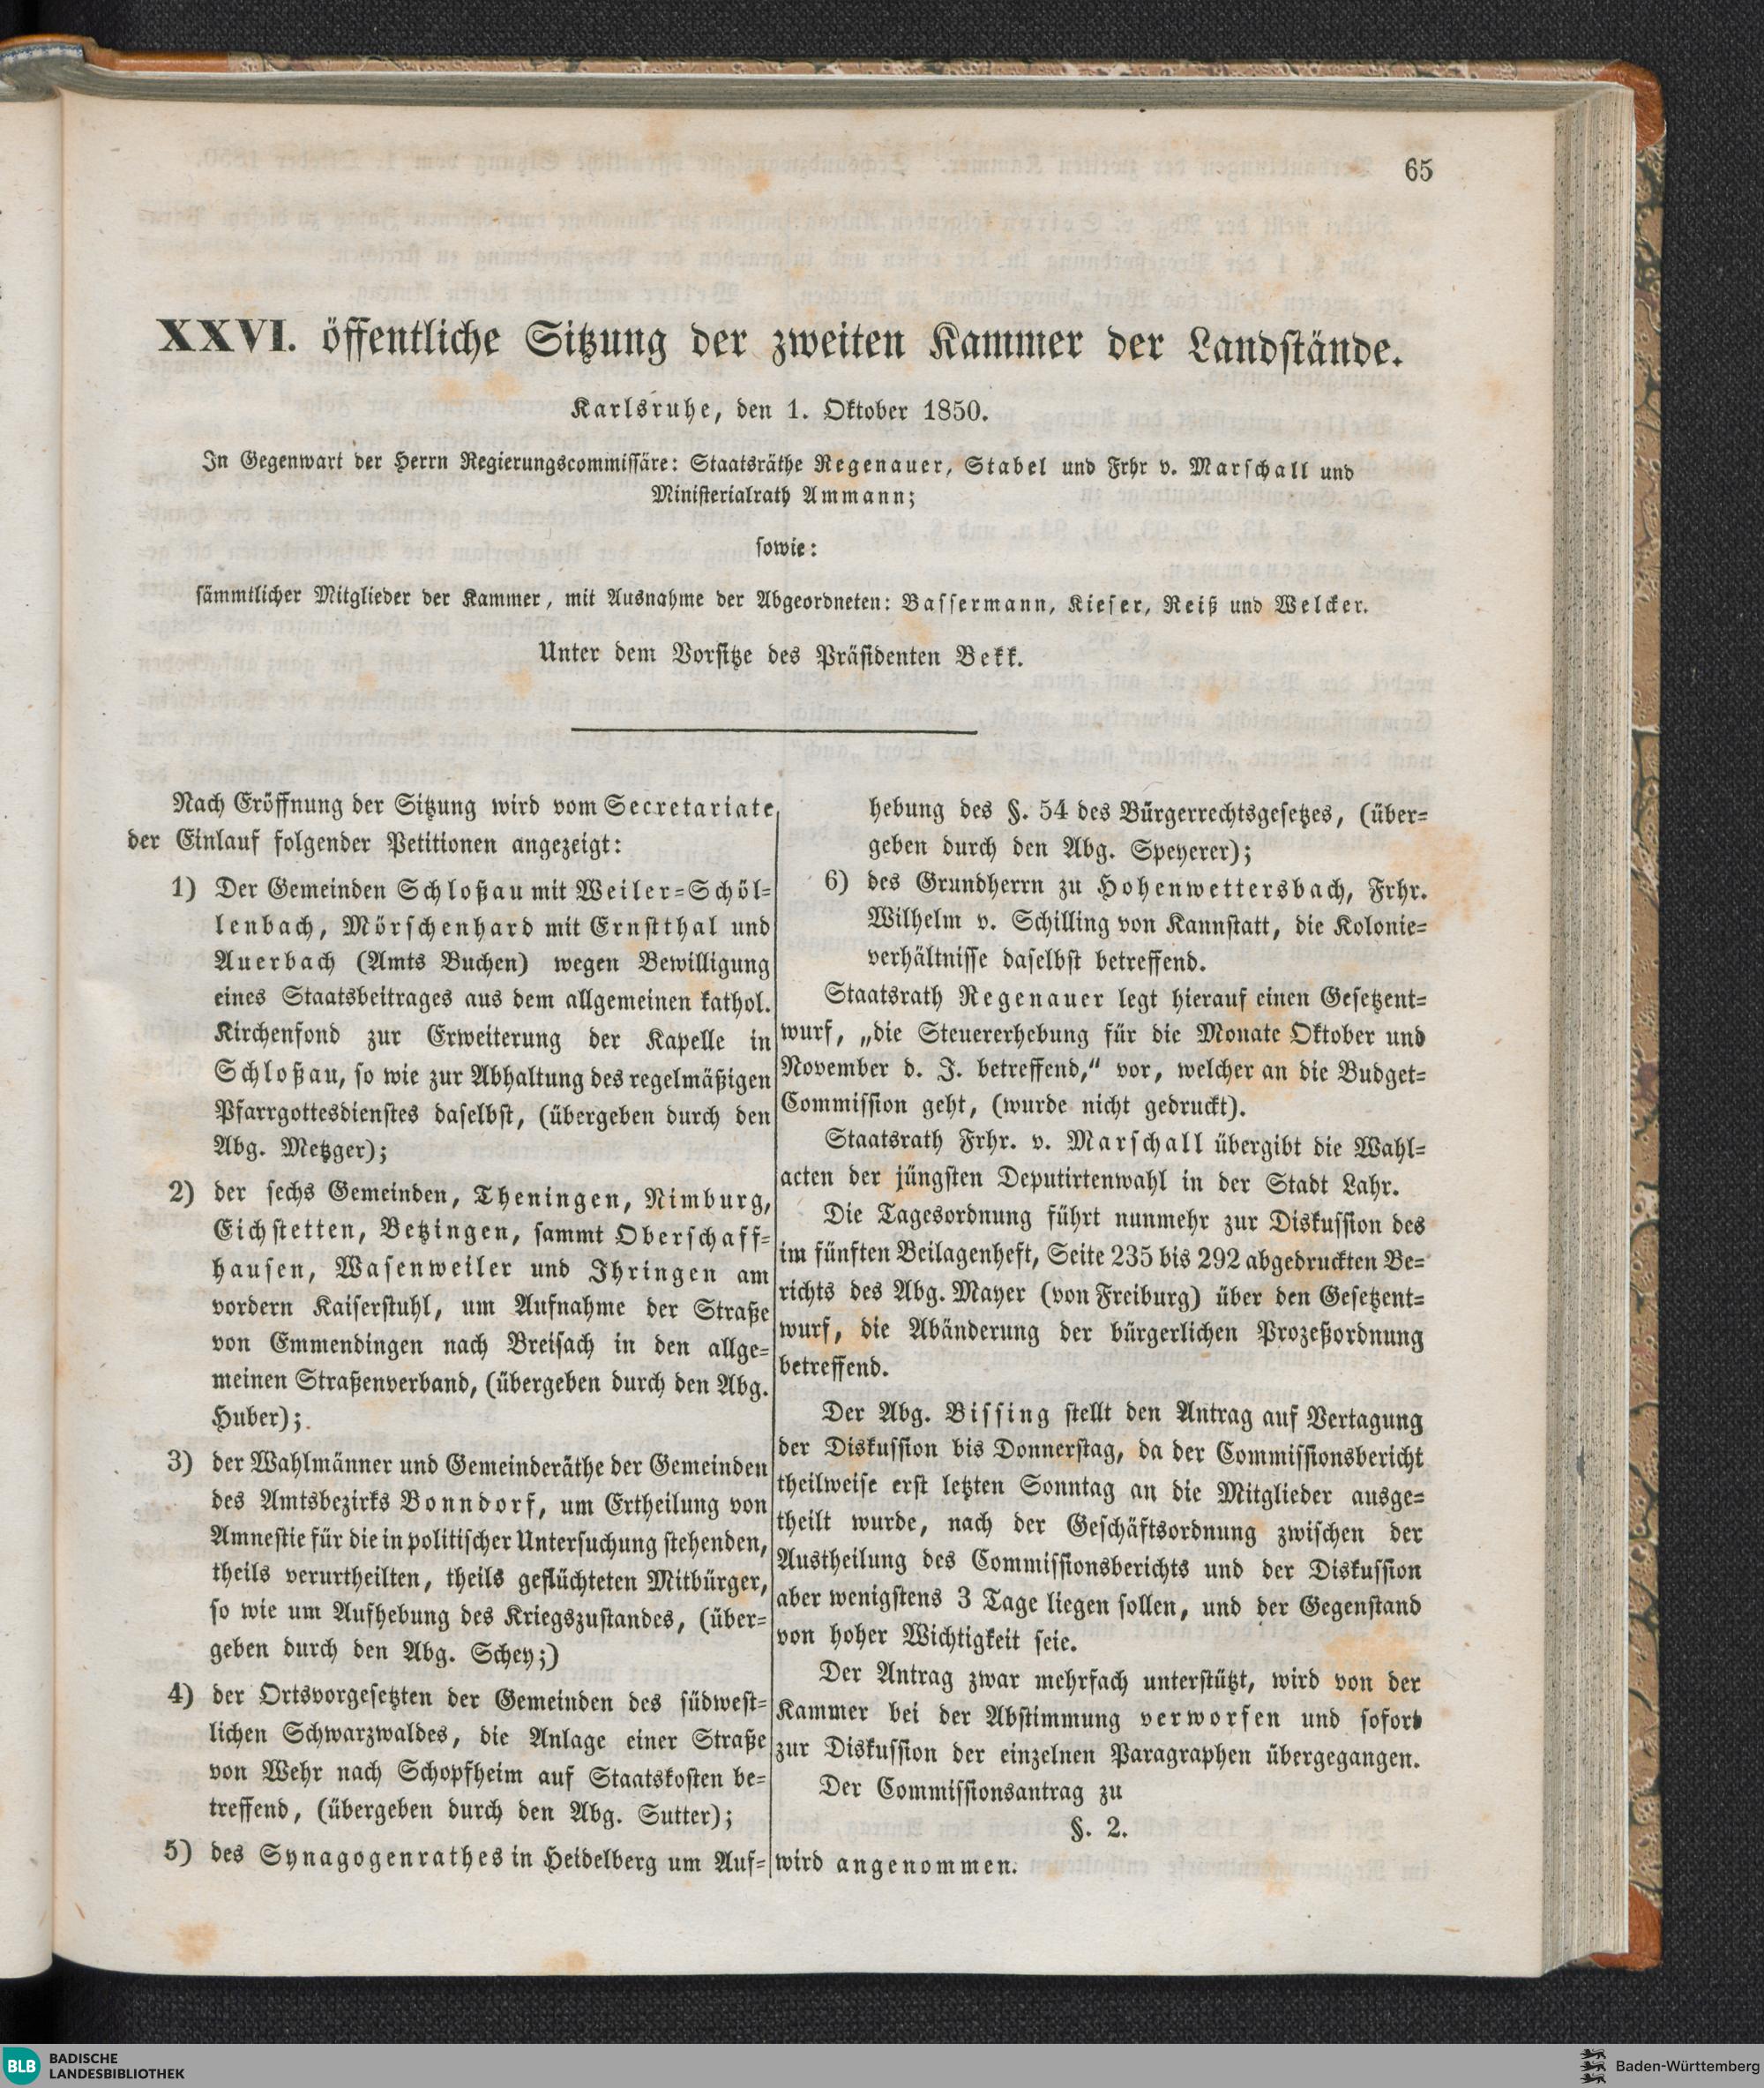 65
XXVI. öffentliche Sitzung der zweiten Kammer der Landstände.
Karlsruhe, den 1. Oktober 1850.
In Gegenwart der Herrn Regierungscommissäre: Staatsräthe Regenauer, Stabel und Frhr v. Marschall und
Ministerialrath Ammann;
sowie:
sämmtlicher Mitglieder der Kammer, mit Ausnahme der Abgeordneten: Bassermann, Kieser, Reiß und Welcker.
Unter dem Vorsitze des Präsidenten Bekk.
Nach Eröffnung der Sitzung wird vom Secretariate
der Einlauf folgender Petitionen angezeigt:
1) Der Gemeinden Schloßau mit Weiler-Schöl-
lenbach, Mörschenhard mit Ernstthal und
Auerbach (Amts Buchen) wegen Bewilligung
eines Staatsbeitrages aus dem allgemeinen kathol.
Kirchenfond zur Erweiterung der Kapelle in
Schloßau, so wie zur Abhaltung des regelmäßigen
Pfarrgottesdienstes daselbst, (übergeben durch den
Abg. Metzger);
2) der sechs Gemeinden, Theningen, Nimburg,
Eichstetten, Betzingen, sammt Oberschaff-
hausen, Wasenweiler und Ihringen am
vordern Kaiserstuhl, um Aufnahme der Straße
von Emmendingen nach Breisach in den allge-
meinen Straßenverband, (übergeben durch den Abg.
Huber);
3) der Wahlmänner und Gemeinderäthe der Gemeinden
des Amtsbezirks Bonndorf, um Ertheilung von
Amnestie für die in politischer Untersuchung stehenden,
theils verurtheilten, theils geflüchteten Mitbürger,
so wie um Aufhebung des Kriegszustandes, (über-
geben durch den Abg. Schey;)
4) der Ortsvorgesetzten der Gemeinden des südwest-
lichen Schwarzwaldes, die Anlage einer Straße
von Wehr nach Schopfheim auf Staatskosten be-
treffend, (übergeben durch den Abg. Sutter);
5) des Synagogenrathes in Heidelberg um Auf-
hebung des §. 54 des Bürgerrechtsgesetzes, (über-
geben durch den Abg. Speyerer);
6) des Grundherrn zu Hohenwettersbach, Frhr.
Wilhelm v. Schilling von Kannstatt, die Kolonie-
verhältnisse daselbst betreffend.
Staatsrath Regenauer legt hierauf einen Gesetzent-
wurf, „die Steuererhebung für die Monate Oktober und
November d. J. betreffend,“ vor, welcher an die Budget-
Commission geht, (wurde nicht gedruckt).
Staatsrath Frhr. v. Marschall übergibt die Wahl-
acten der jüngsten Deputirtenwahl in der Stadt Lahr.
Die Tagesordnung führt nunmehr zur Diskussion des
im fünften Beilagenheft, Seite 235 bis 292 abgedruckten Be-
richts des Abg. Mayer (von Freiburg) über den Gesetzent-
wurf, die Abänderung der bürgerlichen Prozeßordnung
betreffend.
Der Abg. Bissing stellt den Antrag auf Vertagung
der Diskussion bis Donnerstag, da der Commissionsbericht
theilweise erst letzten Sonntag an die Mitglieder ausge-
theilt wurde, nach der Geschäftsordnung zwischen der
Austheilung des Commissionsberichts und der Diskussion
aber wenigstens 3 Tage liegen sollen, und der Gegenstand
von hoher Wichtigkeit seie.
Der Antrag zwar mehrfach unterstützt, wird von der
Kammer bei der Abstimmung verworfen und sofort
zur Diskussion der einzelnen Paragraphen übergegangen.
Der Commissionsantrag zu
§. 2.
wird angenommen.
BLB BADISCHE
LANDESBIBLIOTHEK
Baden-Württemberg